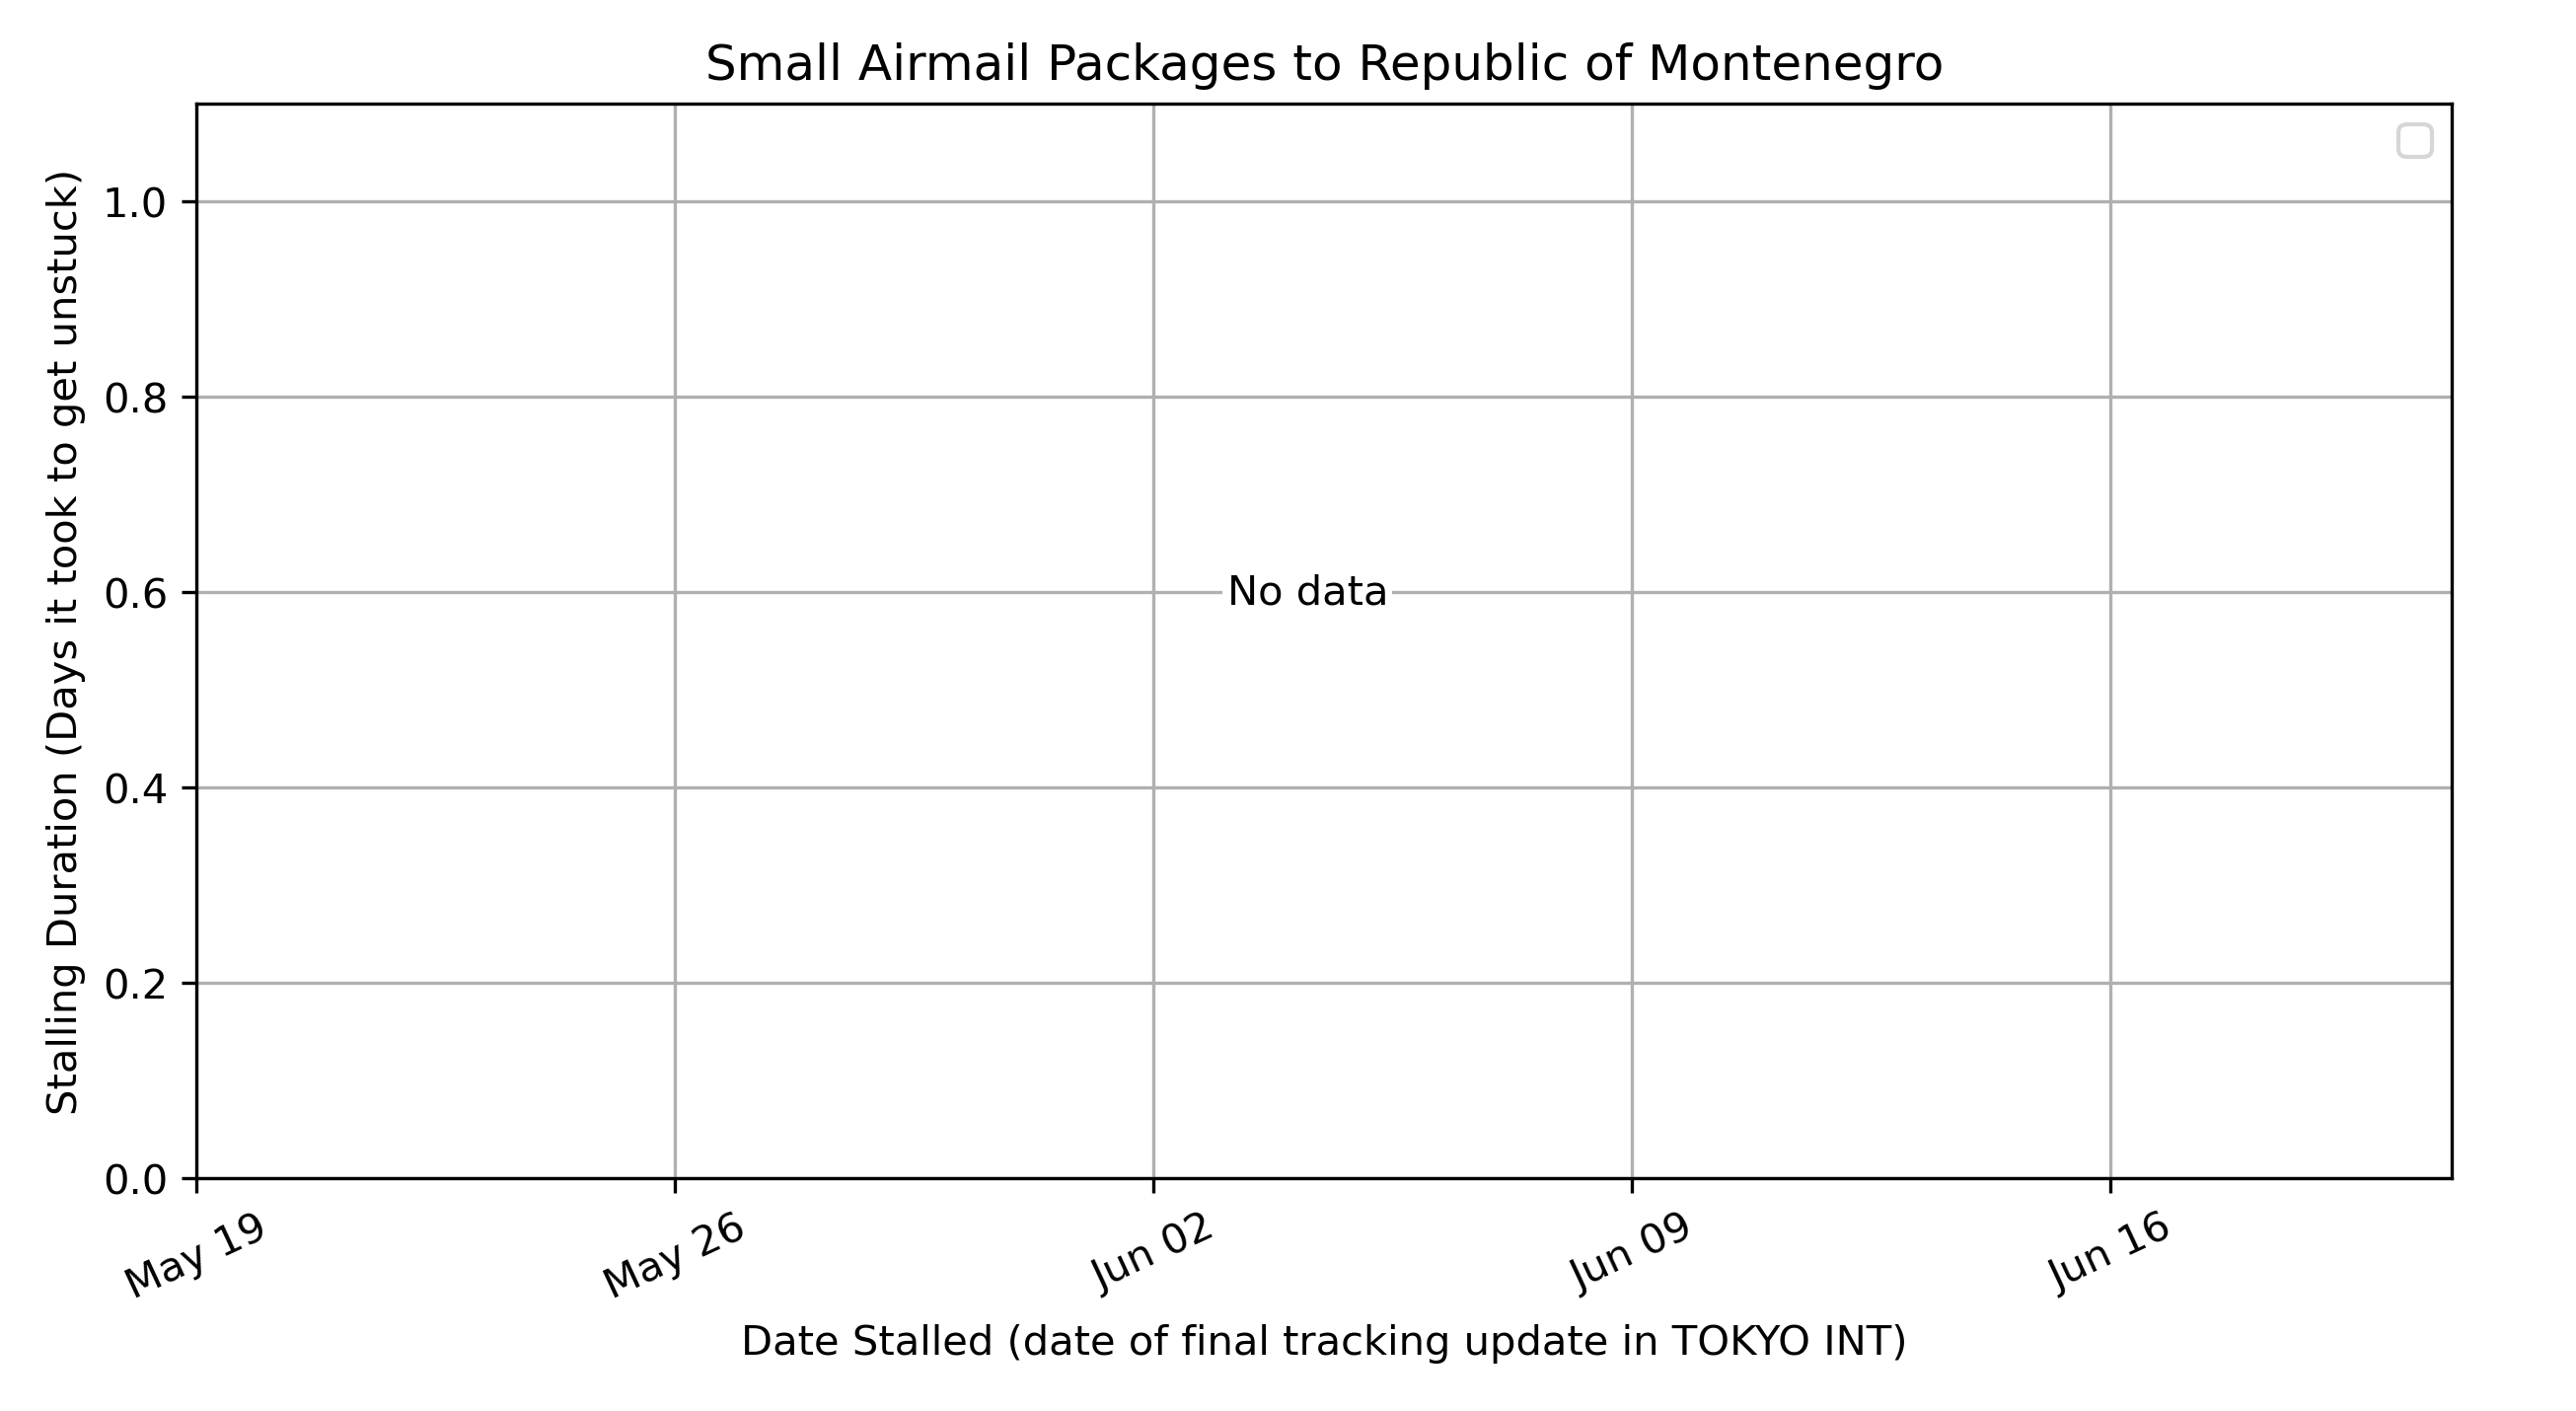 Small Airmail Packages to Republic of Montenegro
Stalling Duration (Days it took to get unstuck)
1.0
0.8
0.6
0.4
0.2
0.0
No data
May 19
May 26
Jun 02
Jun 09
Jun 16
Date Stalled (date of final tracking update in TOKYO INT)